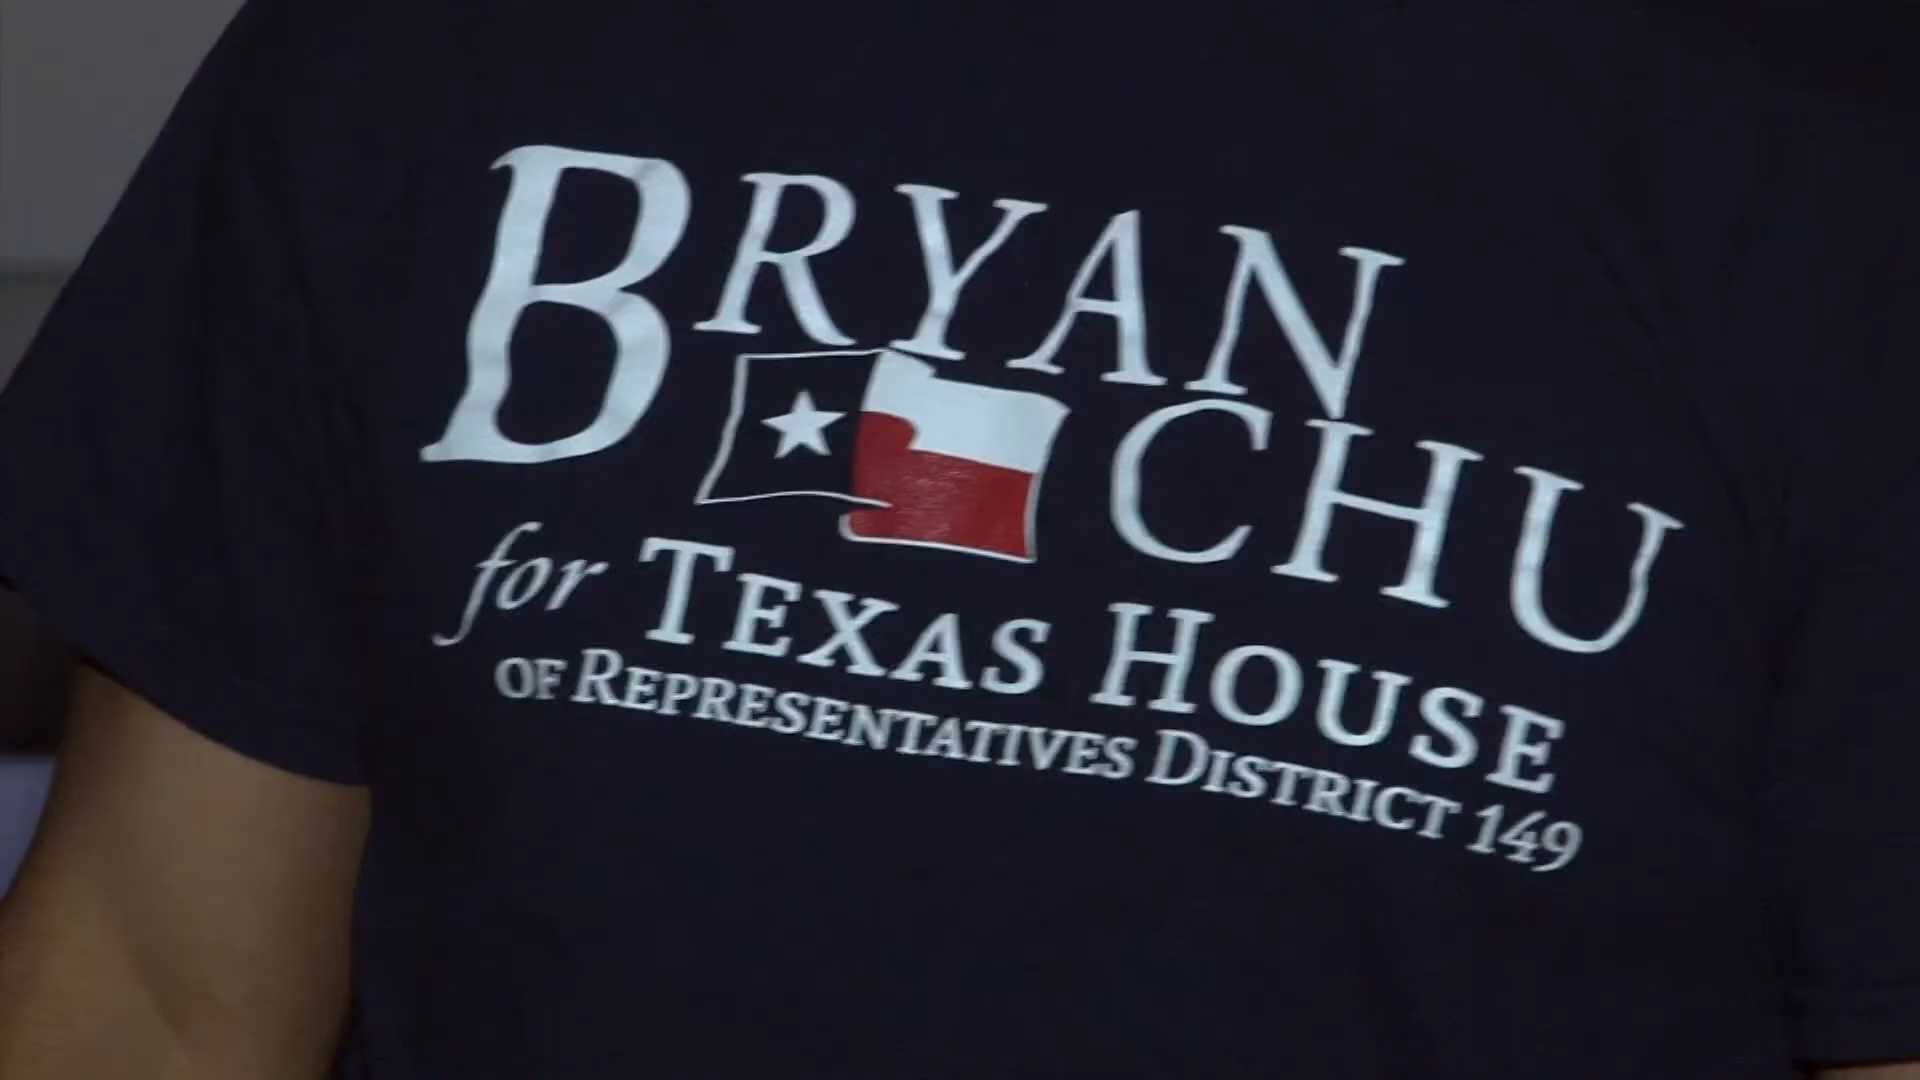 BRYAN
CHU
for TEXAS HOUSE
OF REPRESENTATIVES DISTRICT 149